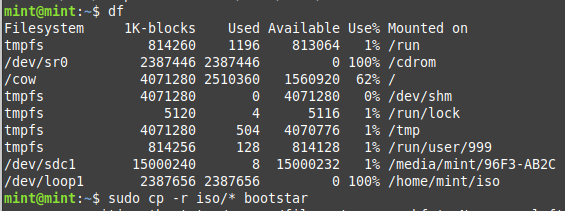 mint@mint:~$ df
Filesystem     1K-blocks    Used Available Use% Mounted on
tmpfs             814260    1196    813064   1% /run
/dev/sr0         2387446 2387446         0 100% /cdrom
/cow             4071280 2510360   1560920  62% /
tmpfs            4071280       0   4071280   0% /dev/shm
tmpfs               5120       4      5116   1% /run/lock
tmpfs            4071280     504   4070776   1% /tmp
tmpfs             814256     128    814128   1% /run/user/999
/dev/sdc1       15000240       8  15000232   1% /media/mint/96F3-AB2C
/dev/loop1       2387656 2387656         0 100% /home/mint/iso
mint@mint:~$ sudo cp -r iso/* bootstar